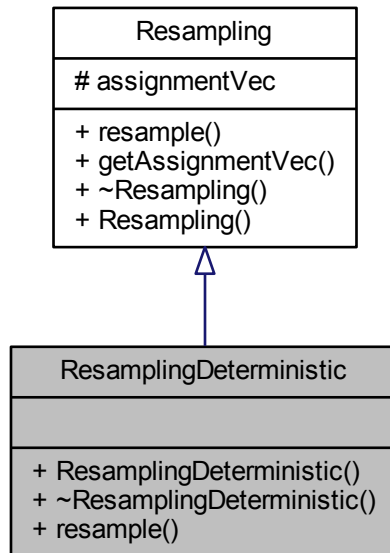 Resampling
# assignmentVec
+ resample()
+ getAssignmentVec()
+ ~Resampling()
+ Resampling()
ResamplingDeterministic
+ ResamplingDeterministic()
+ ~ResamplingDeterministic()
+ resample()